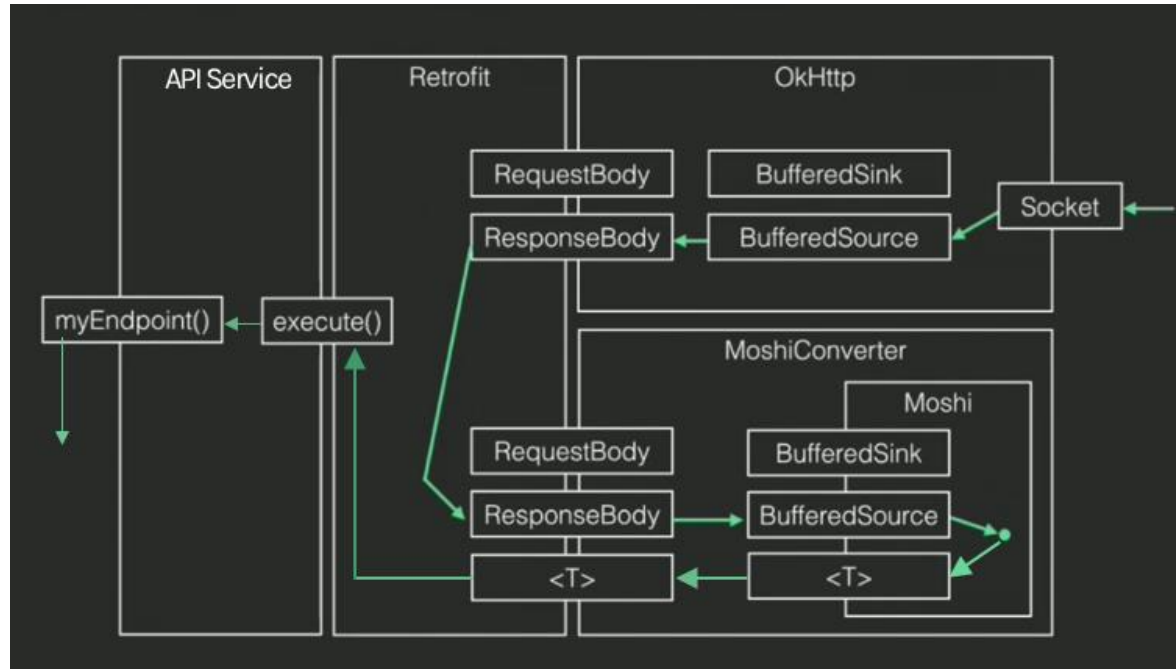 API Service
Retrofit
OkHttp
RequestBody
BufferedSink
Socket
ResponseBody
BufferedSource
myEndpoint()
execute()
MoshiConverter
Moshi
RequestBody
BufferedSink
ResponseBody
BufferedSource
<T>
<T>